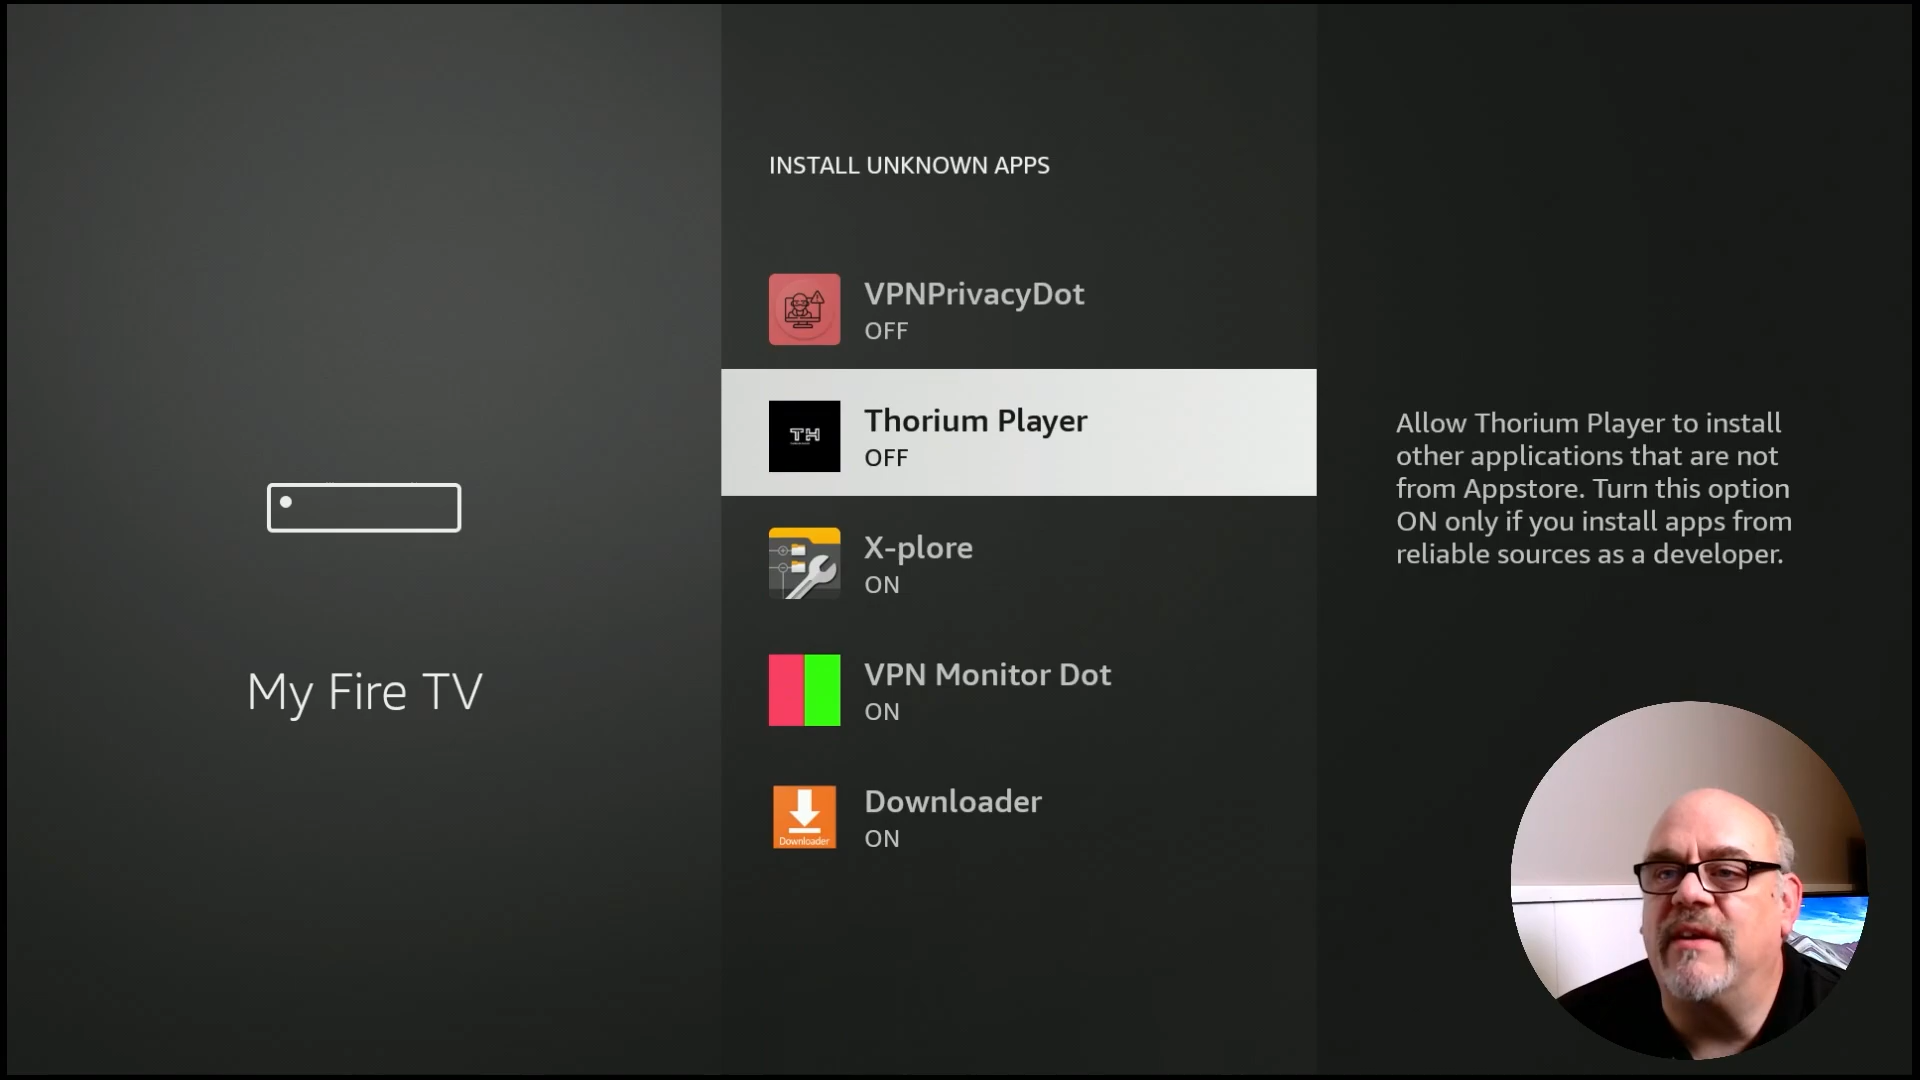 INSTALL UNKNOWN APPS
VPNPrivacyDot
OFF
TH
Thorium Player
OFF
X-plore
ON
VPN Monitor Dot
ON
Downloader
Downloader
ON
My Fire TV
Allow Thorium Player to install
other applications that are not
from Appstore. Turn this option
ON only if you install apps from
reliable sources as a developer.